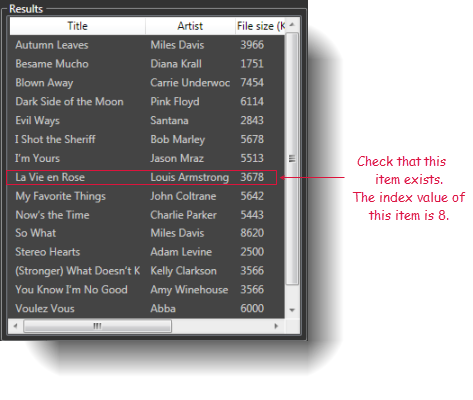 Results
Title Artist File size (K
Autumn Leaves Miles Davis 3966
Besame Mucho Diana Krall 1751
Blown Away Carrie Underwoc 7454
Dark Side of the Moon Pink Floyd 6114
Evil Ways Santana 2843
I Shot the Sheriff Bob Marley 5678
I'm Yours Jason Mraz 5513
La Vie en Rose Louis Armstrong 3678
My Favorite Things John Coltrane 5642
Now's the Time Charlie Parker 5443
So What Miles Davis 8620
Stereo Hearts Adam Levine 2500
(Stronger) What Doesn't K Kelly Clarkson 3566
You Know I'm No Good Amy Winehouse 3566
Voulez Vous Abba 6000
Check that this
item exists.
The index value of
this item is 8.